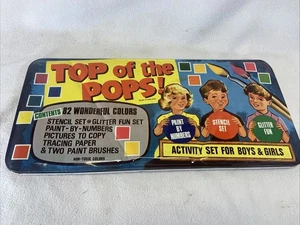 TOP of the
POPS!
CONTENTS 82 WONDERFUL COLORS
STENCIL SET GLITTER FUN SET
PAINT-BY-NUMBERS
PICTURES TO COPY
TRACING PAPER
& TWO PAINT BRUSHES
NON-TOXIC COLORS
PAINT
BY
NUMBERS
STENCIL
SET
GLITTER
FUN
ACTIVITY SET FOR BOYS & GIRLS